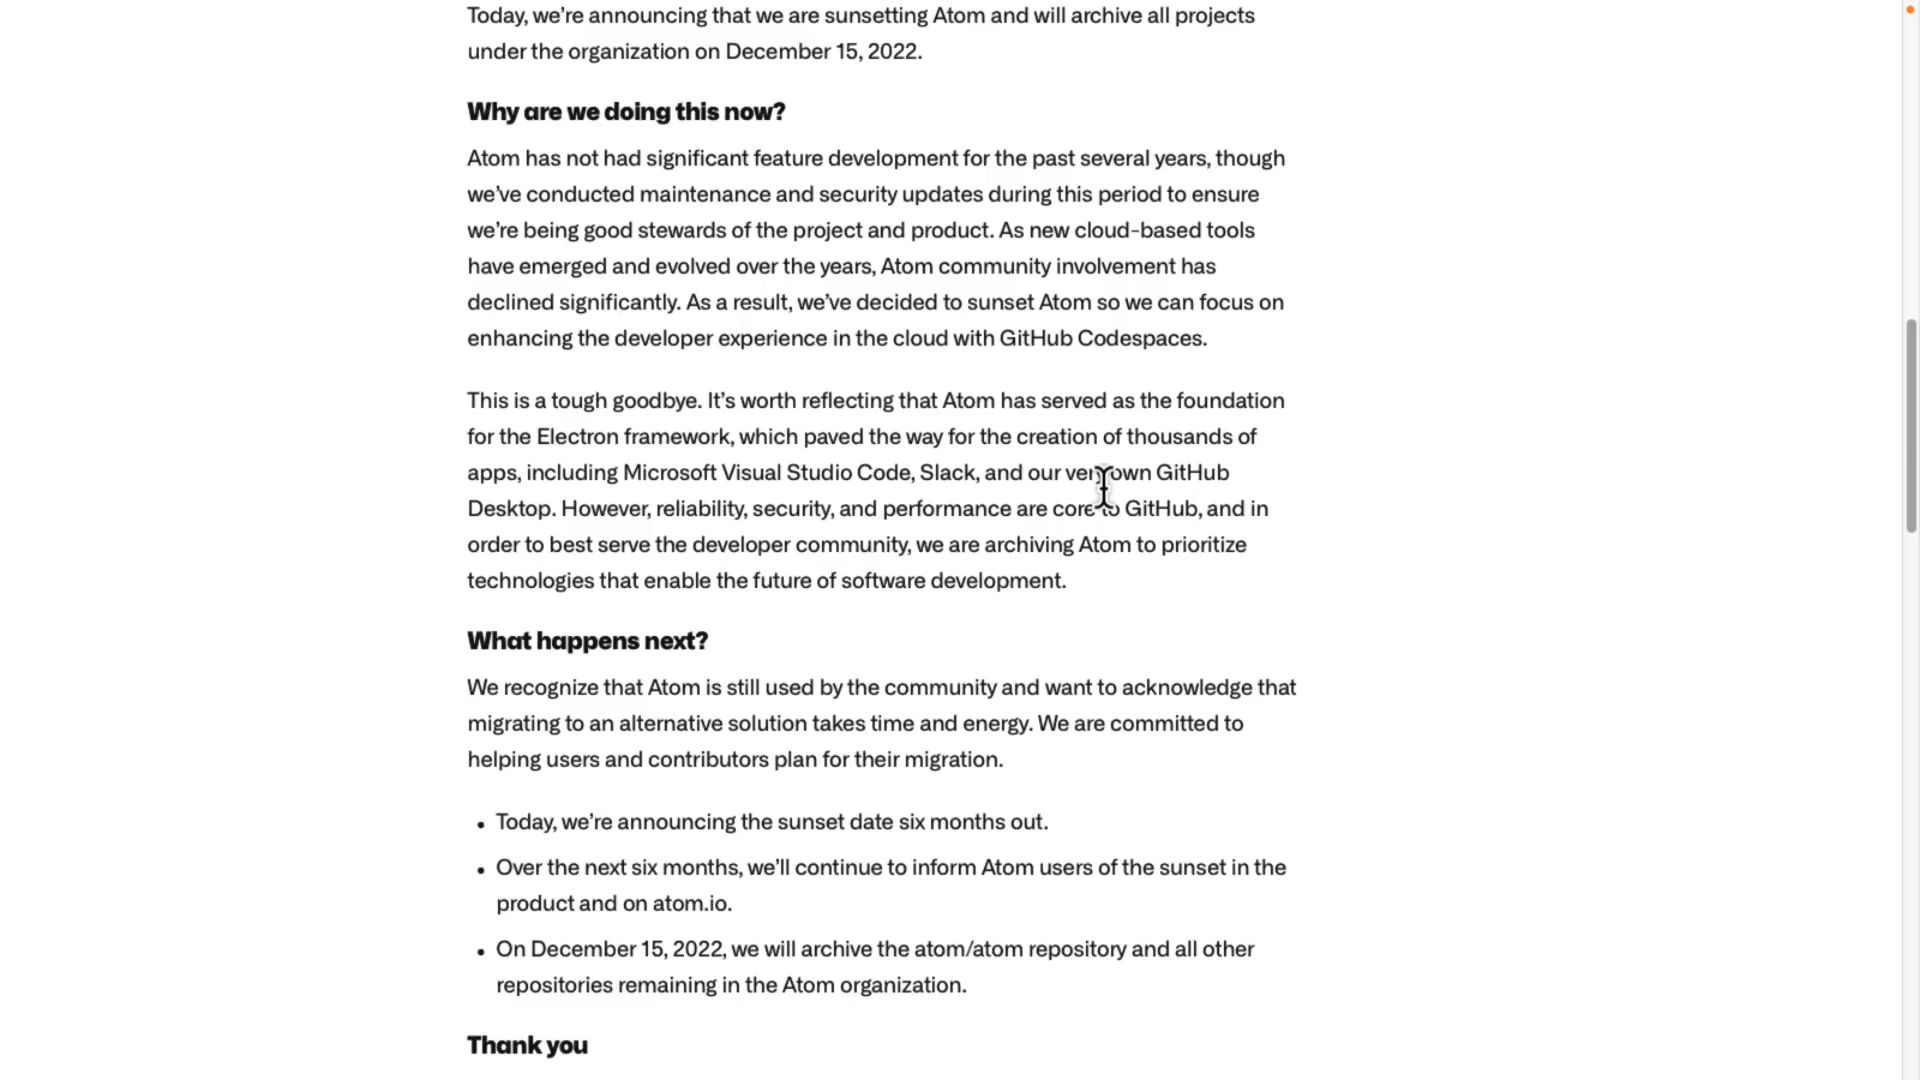 Today, we’re announcing that we are sunsetting Atom and will archive all projects
under the organization on December 15, 2022.
Why are we doing this now?
Atom has not had significant feature development for the past several years, though
we’ve conducted maintenance and security updates during this period to ensure
we’re being good stewards of the project and product. As new cloud-based tools
have emerged and evolved over the years, Atom community involvement has
declined significantly. As a result, we’ve decided to sunset Atom so we can focus on
enhancing the developer experience in the cloud with GitHub Codespaces.
This is a tough goodbye. It’s worth reflecting that Atom has served as the foundation
for the Electron framework, which paved the way for the creation of thousands of
apps, including Microsoft Visual Studio Code, Slack, and our very own GitHub
Desktop. However, reliability, security, and performance are core to GitHub, and in
order to best serve the developer community, we are archiving Atom to prioritize
technologies that enable the future of software development.
What happens next?
We recognize that Atom is still used by the community and want to acknowledge that
migrating to an alternative solution takes time and energy. We are committed to
helping users and contributors plan for their migration.
• Today, we’re announcing the sunset date six months out.
• Over the next six months, we’ll continue to inform Atom users of the sunset in the
product and on atom.io.
• On December 15, 2022, we will archive the atom/atom repository and all other
repositories remaining in the Atom organization.
Thank you